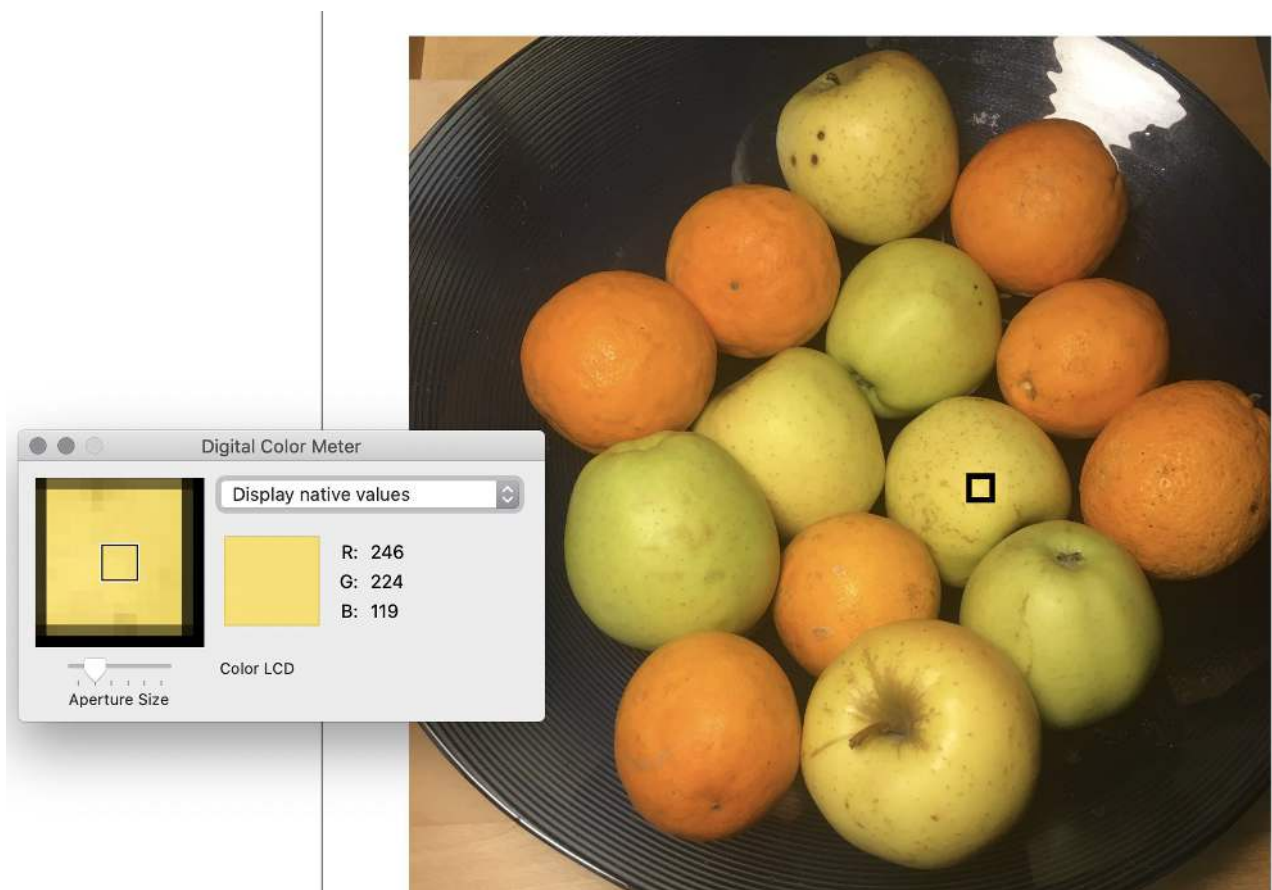 Digital Color Meter
Display native values
R: 246
G: 224
B: 119
Aperture Size
Color LCD